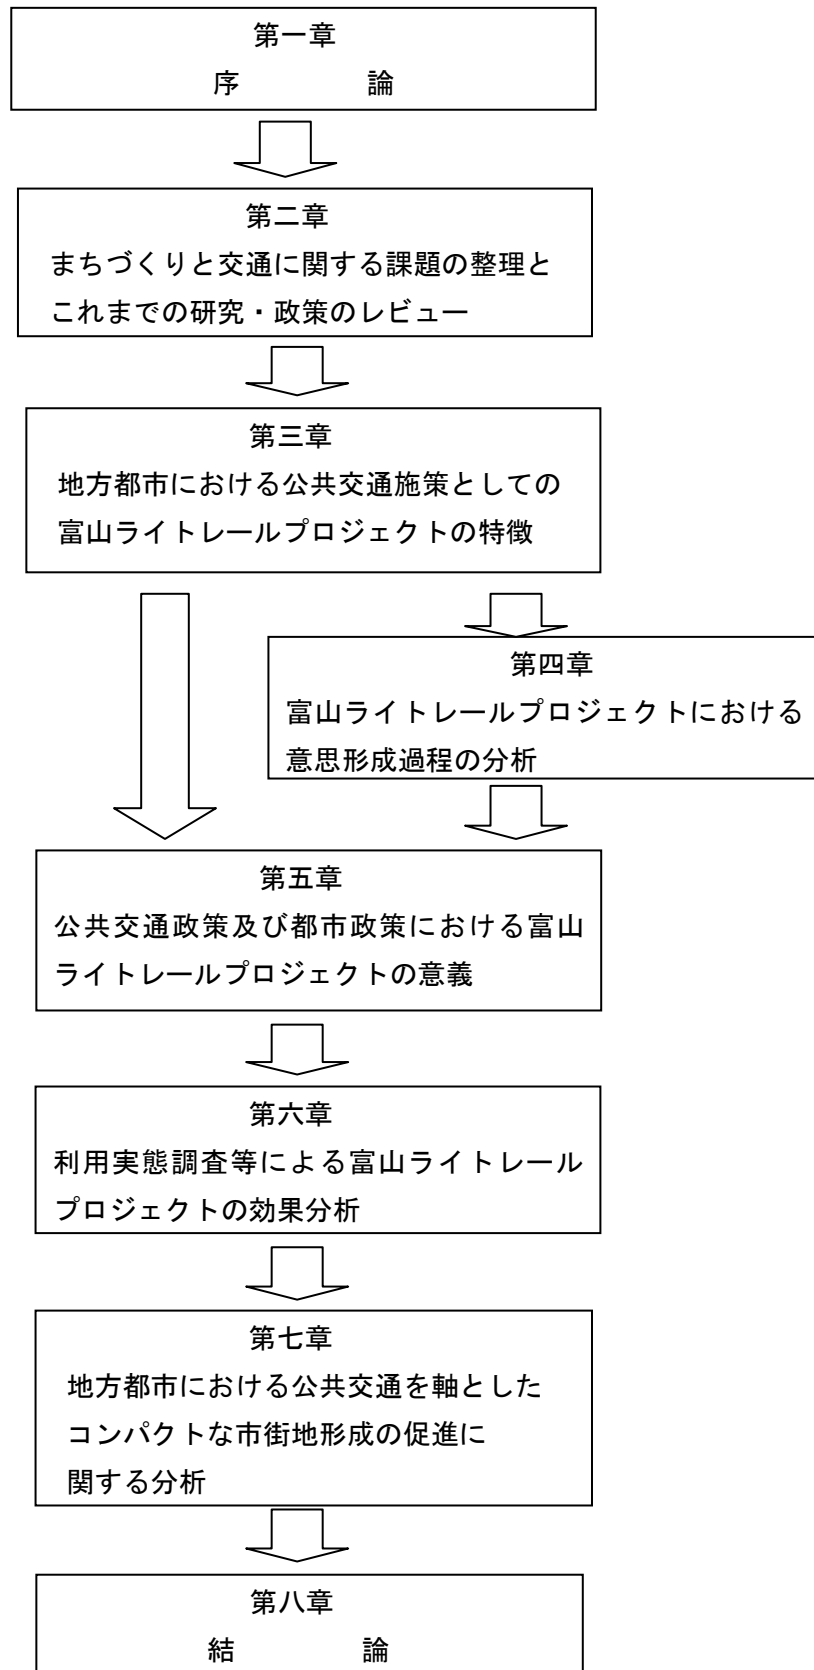 第一章
序　　　　論
第二章
まちづくりと交通に関する課題の整理と
これまでの研究・政策のレビュー
第三章
地方都市における公共交通施策としての
富山ライトレールプロジェクトの特徴
第四章
富山ライトレールプロジェクトにおける
意思形成過程の分析
第五章
公共交通政策及び都市政策における富山
ライトレールプロジェクトの意義
第六章
利用実態調査等による富山ライトレール
プロジェクトの効果分析
第七章
地方都市における公共交通を軸とした
コンパクトな市街地形成の促進に
関する分析
第八章
結　　　　論